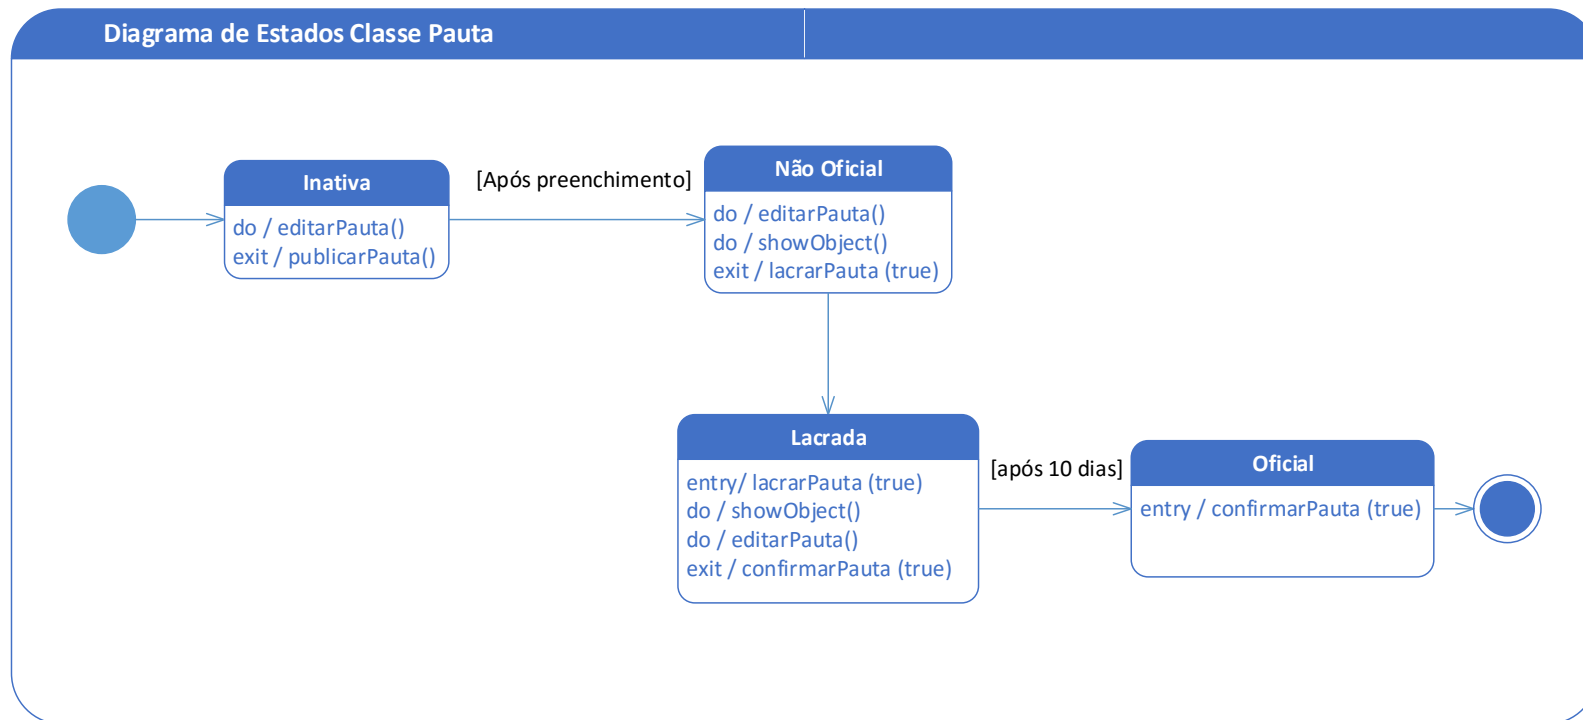 Diagrama de Estados Classe Pauta
Inativa
do / editarPauta()
exit / publicarPauta()
[Após preenchimento]
Não Oficial
do / editarPauta()
do / showObject()
exit / lacrarPauta (true)
Lacrada
entry/ lacrarPauta (true)
do / showObject()
do / editarPauta()
exit / confirmarPauta (true)
[após 10 dias]
Oficial
entry / confirmarPauta (true)